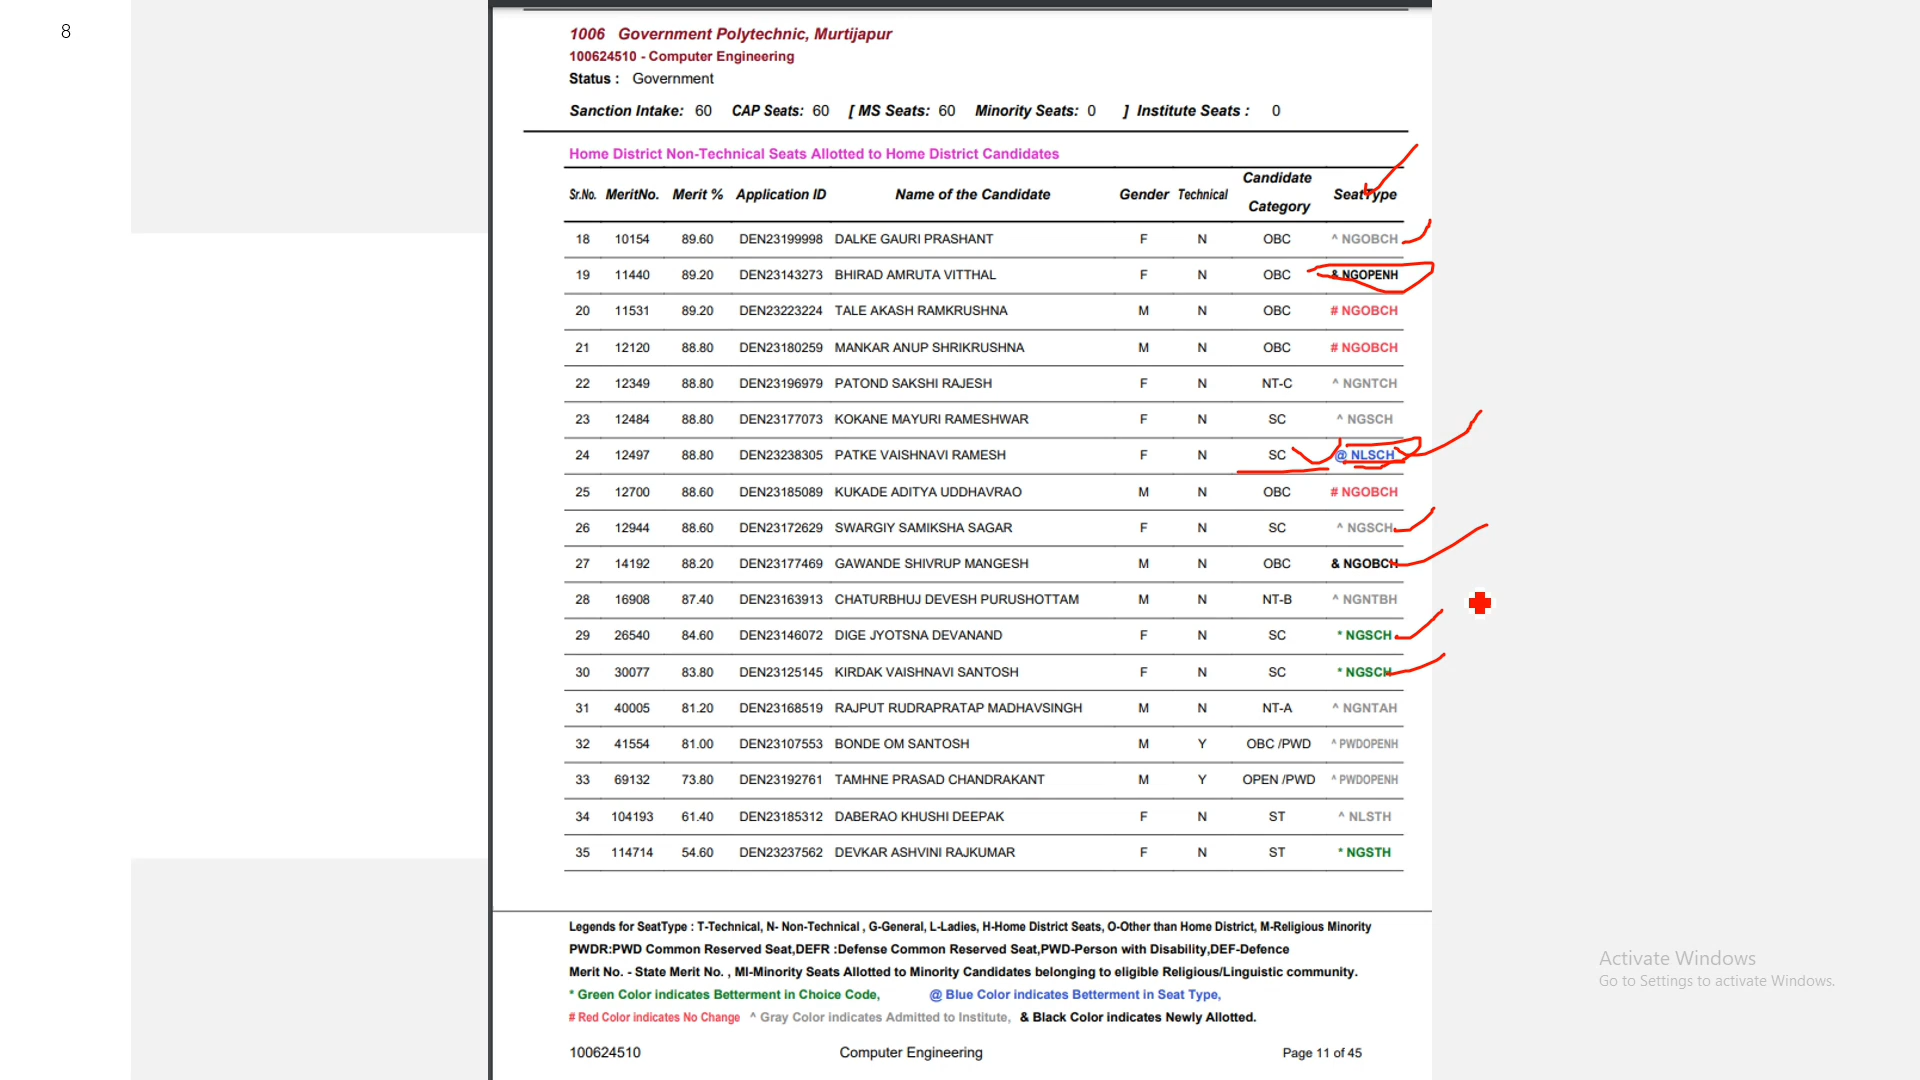 8
1006 Government Polytechnic, Murtijapur
100624510 - Computer Engineering
Status : Government
Sanction Intake: 60 CAP Seats: 60 [ MS Seats: 60 Minority Seats: 0 ] Institute Seats : 0
Home District Non-Technical Seats Allotted to Home District Candidates
Sr.No. MeritNo. Merit % Application ID Name of the Candidate Gender Technical Candidate Category SeatType
18 10154 89.60 DEN23199998 DALKE GAURI PRASHANT F N OBC ^ NGOBCH
19 11440 89.20 DEN23143273 BHIRAD AMRUTA VITTHAL F N OBC & NGOPENH
20 11531 89.20 DEN23223224 TALE AKASH RAMKRUSHNA M N OBC # NGOBCH
21 12120 88.80 DEN23180259 MANKAR ANUP SHRIKRUSHNA M N OBC # NGOBCH
22 12349 88.80 DEN23196979 PATOND SAKSHI RAJESH F N NT-C ^ NGNTCH
23 12484 88.80 DEN23177073 KOKANE MAYURI RAMESHWAR F N SC ^ NGSCH
24 12497 88.80 DEN23238305 PATKE VAISHNAVI RAMESH F N SC @ NLSCH
25 12700 88.60 DEN23185089 KUKADE ADITYA UDDHAVRAO M N OBC # NGOBCH
26 12944 88.60 DEN23172629 SWARGIY SAMIKSHA SAGAR F N SC ^ NGSCH
27 14192 88.20 DEN23177469 GAWANDE SHIVRUP MANGESH M N OBC & NGOBCH
28 16908 87.40 DEN23163913 CHATURBHUJ DEVESH PURUSHOTTAM M N NT-B ^ NGNTBH
29 26540 84.60 DEN23146072 DIGE JYOTSNA DEVANAND F N SC * NGSCH
30 30077 83.80 DEN23125145 KIRDAK VAISHNAVI SANTOSH F N SC * NGSCH
31 40005 81.20 DEN23168519 RAJPUT RUDRAPRATAP MADHAVSINGH M N NT-A ^ NGNTAH
32 41554 81.00 DEN23107553 BONDE OM SANTOSH M Y OBC /PWD ^ PWDOPENH
33 69132 73.80 DEN23192761 TAMHNE PRASAD CHANDRAKANT M Y OPEN /PWD ^ PWDOPENH
34 104193 61.40 DEN23185312 DABERAO KHUSHI DEEPAK F N ST ^ NLSTH
35 114714 54.60 DEN23237562 DEVKAR ASHVINI RAJKUMAR F N ST * NGSTH
Legends for SeatType : T-Technical, N- Non-Technical , G-General, L-Ladies, H-Home District Seats, O-Other than Home District, M-Religious Minority
PWDR:PWD Common Reserved Seat,DEFR :Defense Common Reserved Seat,PWD-Person with Disability,DEF-Defence
Merit No. - State Merit No. , MI-Minority Seats Allotted to Minority Candidates belonging to eligible Religious/Linguistic community.
* Green Color indicates Betterment in Choice Code, @ Blue Color indicates Betterment in Seat Type,
# Red Color indicates No Change ^ Gray Color indicates Admitted to Institute, & Black Color indicates Newly Allotted.
100624510 Computer Engineering Page 11 of 45
Activate Windows
Go to Settings to activate Windows.